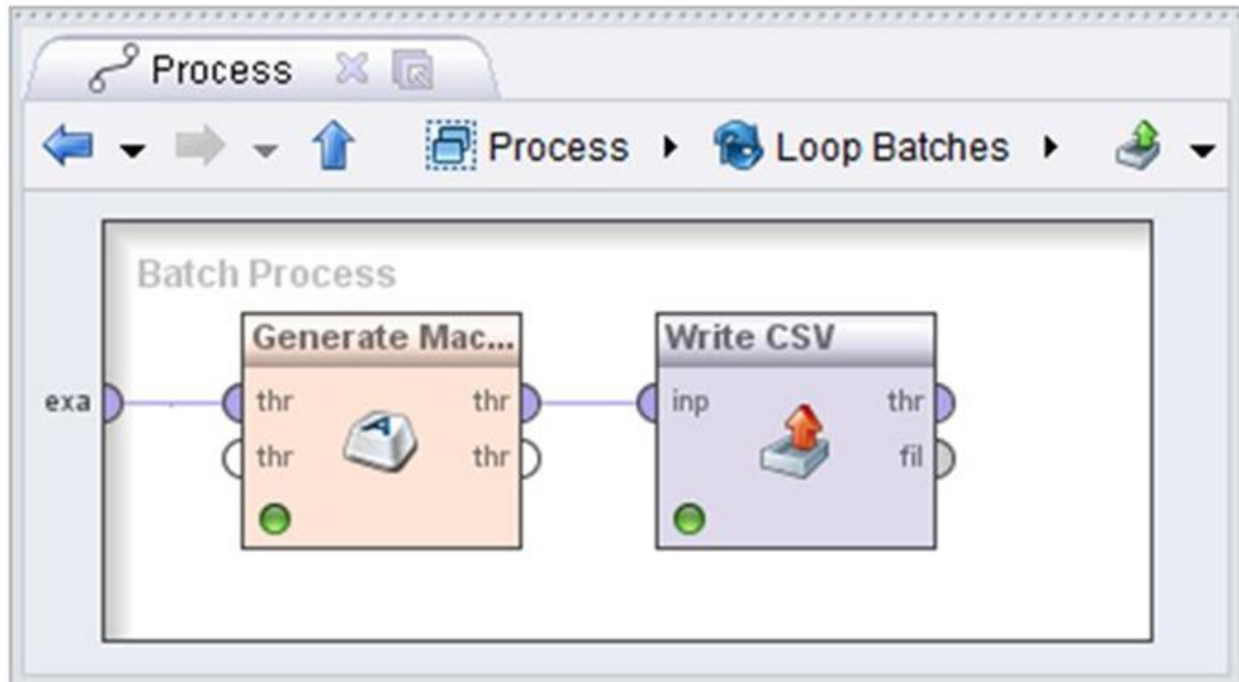 Process
Process Loop Batches
Batch Process
Generate Mac... Write CSV
exa thr thr inp thr
thr thr fil